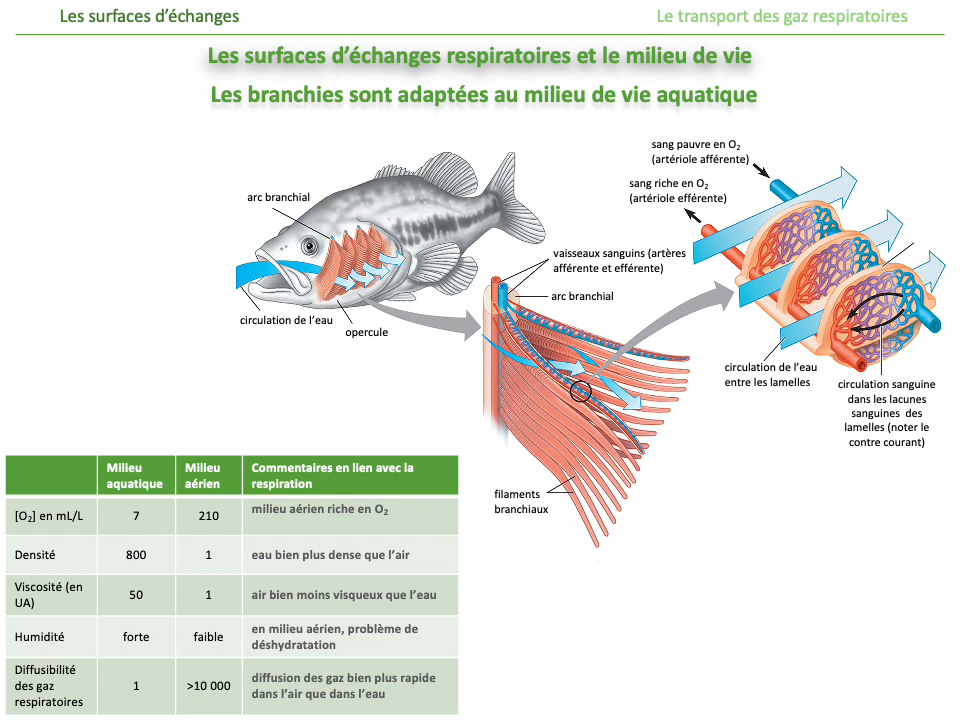 Les surfaces d’échanges
Le transport des gaz respiratoires
Les surfaces d’échanges respiratoires et le milieu de vie
Les branchies sont adaptées au milieu de vie aquatique
sang pauvre en O₂
(artériole afférente)
sang riche en O₂
(artériole efférente)
arc branchial
vaisseaux sanguins (artères
afférente et efférente)
arc branchial
circulation de l’eau
opercule
circulation de l’eau
entre les lamelles
circulation sanguine
dans les lacunes
sanguines des
lamelles (noter le
contre courant)
filaments
branchiaux
Milieu
aquatique
Milieu
aérien
Commentaires en lien avec la
respiration
[O₂] en mL/L
7
210
milieu aérien riche en O₂
Densité
800
1
eau bien plus dense que l’air
Viscosité (en
UA)
50
1
air bien moins visqueux que l’eau
Humidité
forte
faible
en milieu aérien, problème de
déshydratation
Diffusibilité
des gaz
respiratoires
1
>10 000
diffusion des gaz bien plus rapide
dans l’air que dans l’eau